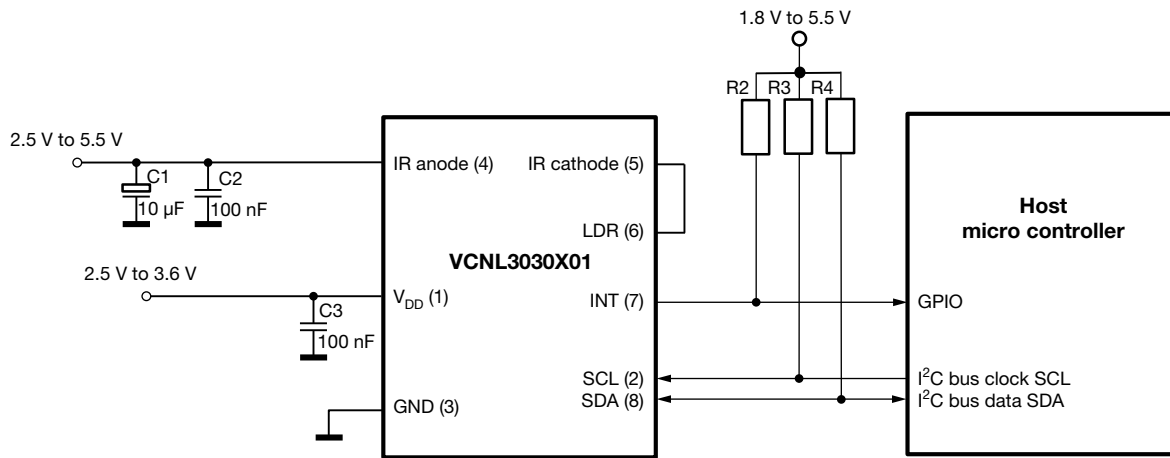 1.8 V to 5.5 V
R2 R3 R4
2.5 V to 5.5 V
C1 C2
10 µF 100 nF
IR anode (4) IR cathode (5)
LDR (6)
Host
micro controller
VCNL3030X01
2.5 V to 3.6 V
V_DD (1) INT (7) GPIO
C3
100 nF
SCL (2) I²C bus clock SCL
GND (3) SDA (8) I²C bus data SDA